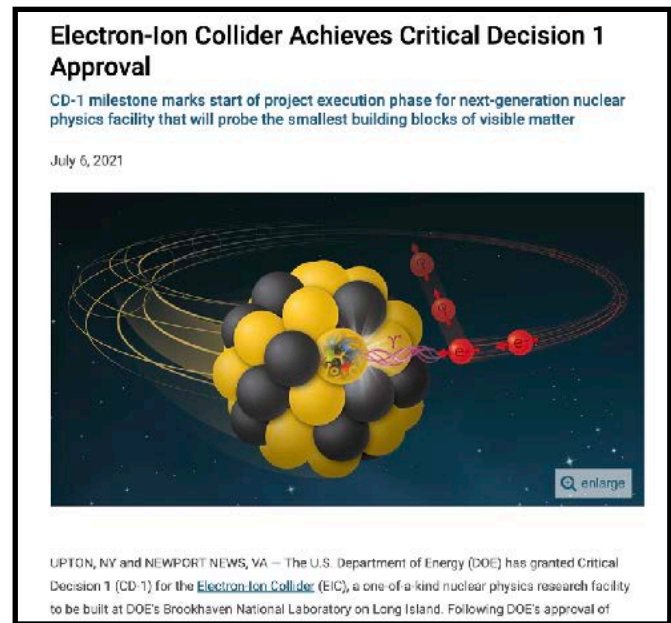 Electron-Ion Collider Achieves Critical Decision 1
Approval
CD-1 milestone marks start of project execution phase for next-generation nuclear
physics facility that will probe the smallest building blocks of visible matter
July 6, 2021
γ
e-
e-
enlarge
UPTON, NY and NEWPORT NEWS, VA — The U.S. Department of Energy (DOE) has granted Critical
Decision 1 (CD-1) for the Electron-Ion Collider (EIC), a one-of-a-kind nuclear physics research facility
to be built at DOE's Brookhaven National Laboratory on Long Island. Following DOE's approval of